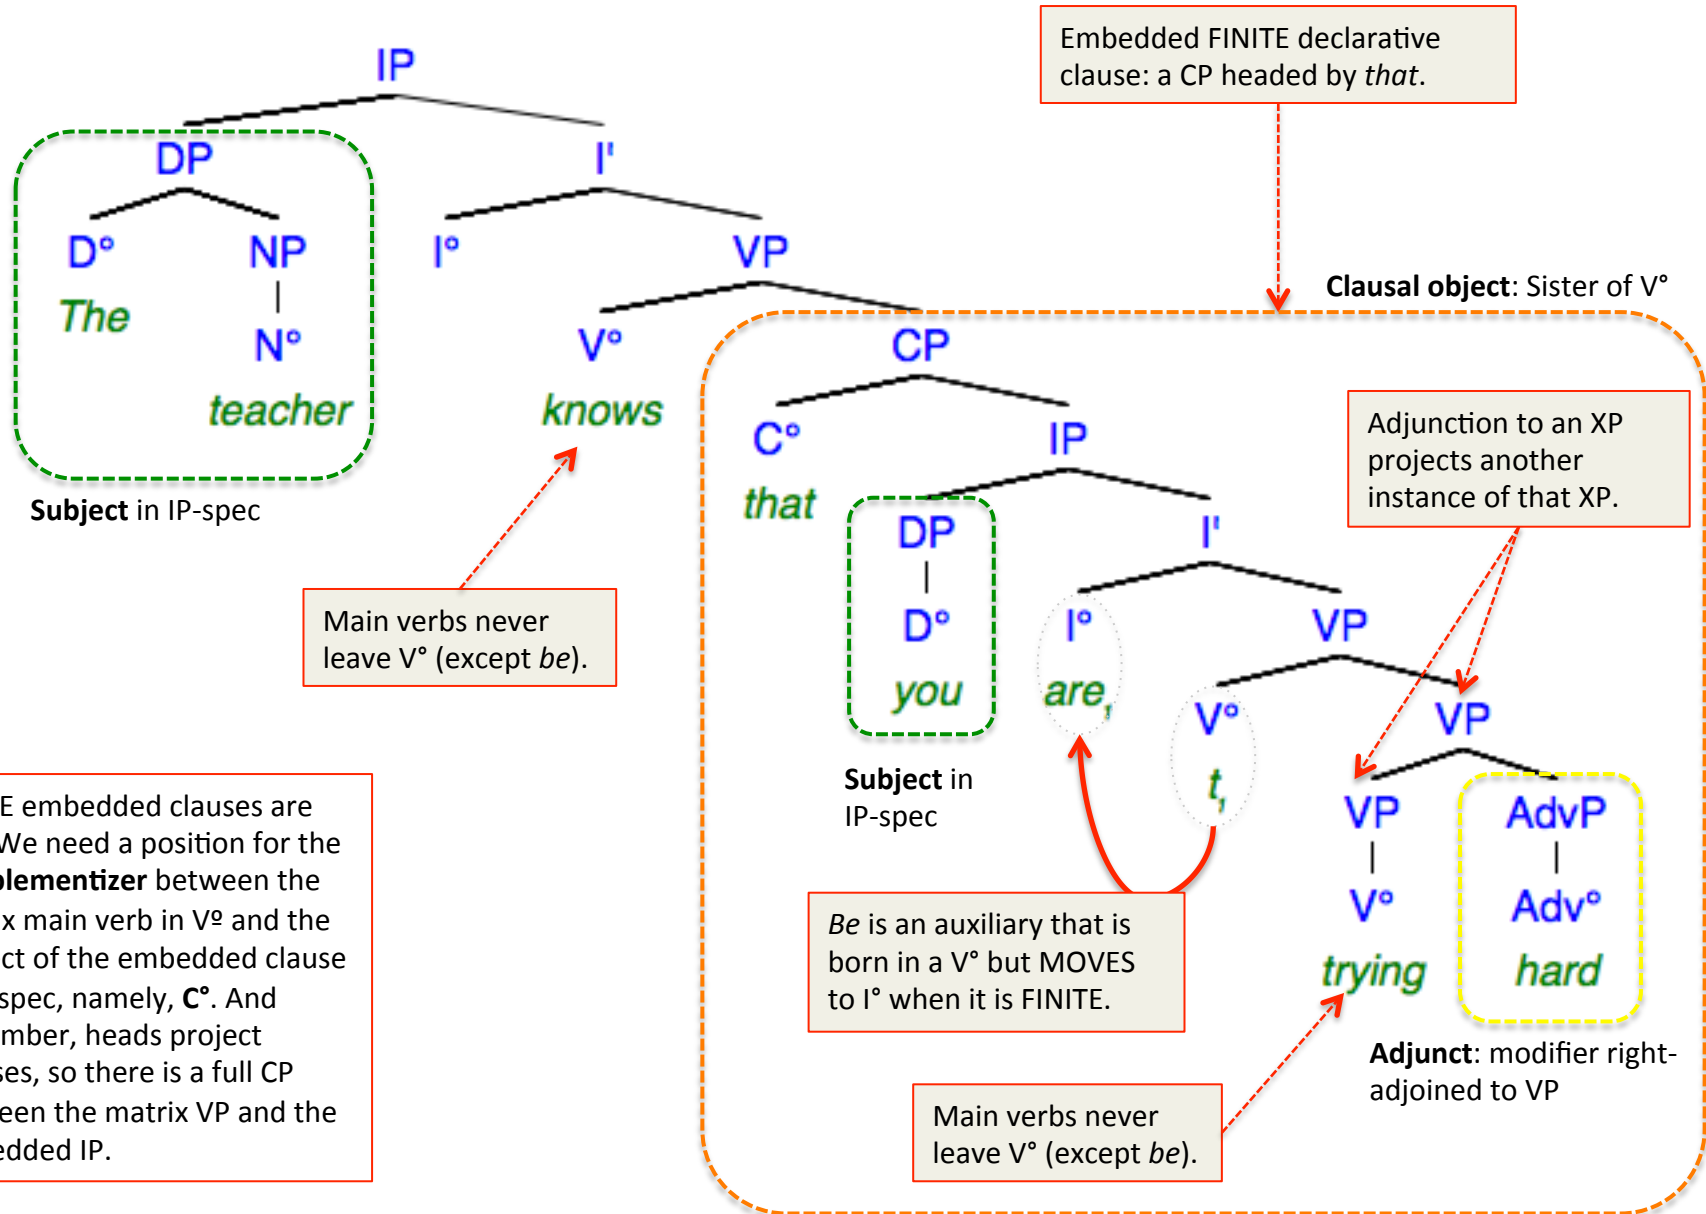 Embedded FINITE declarative
clause: a CP headed by that.
IP
DP I'
D° NP I° VP
The
N° V° CP
teacher knows
Clausal object: Sister of V°
Subject in IP-spec
C° IP
that
Adjunction to an XP
projects another
instance of that XP.
DP I'
D° I° VP
you are₁
V° VP
t₁
Main verbs never
leave V° (except be).
Subject in
IP-spec
VP AdvP
V° Adv°
trying hard
E embedded clauses are
We need a position for the
plementizer between the
x main verb in Vº and the
ct of the embedded clause
spec, namely, C°. And
mber, heads project
ses, so there is a full CP
een the matrix VP and the
edded IP.
Be is an auxiliary that is
born in a V° but MOVES
to I° when it is FINITE.
Adjunct: modifier right-
adjoined to VP
Main verbs never
leave V° (except be).